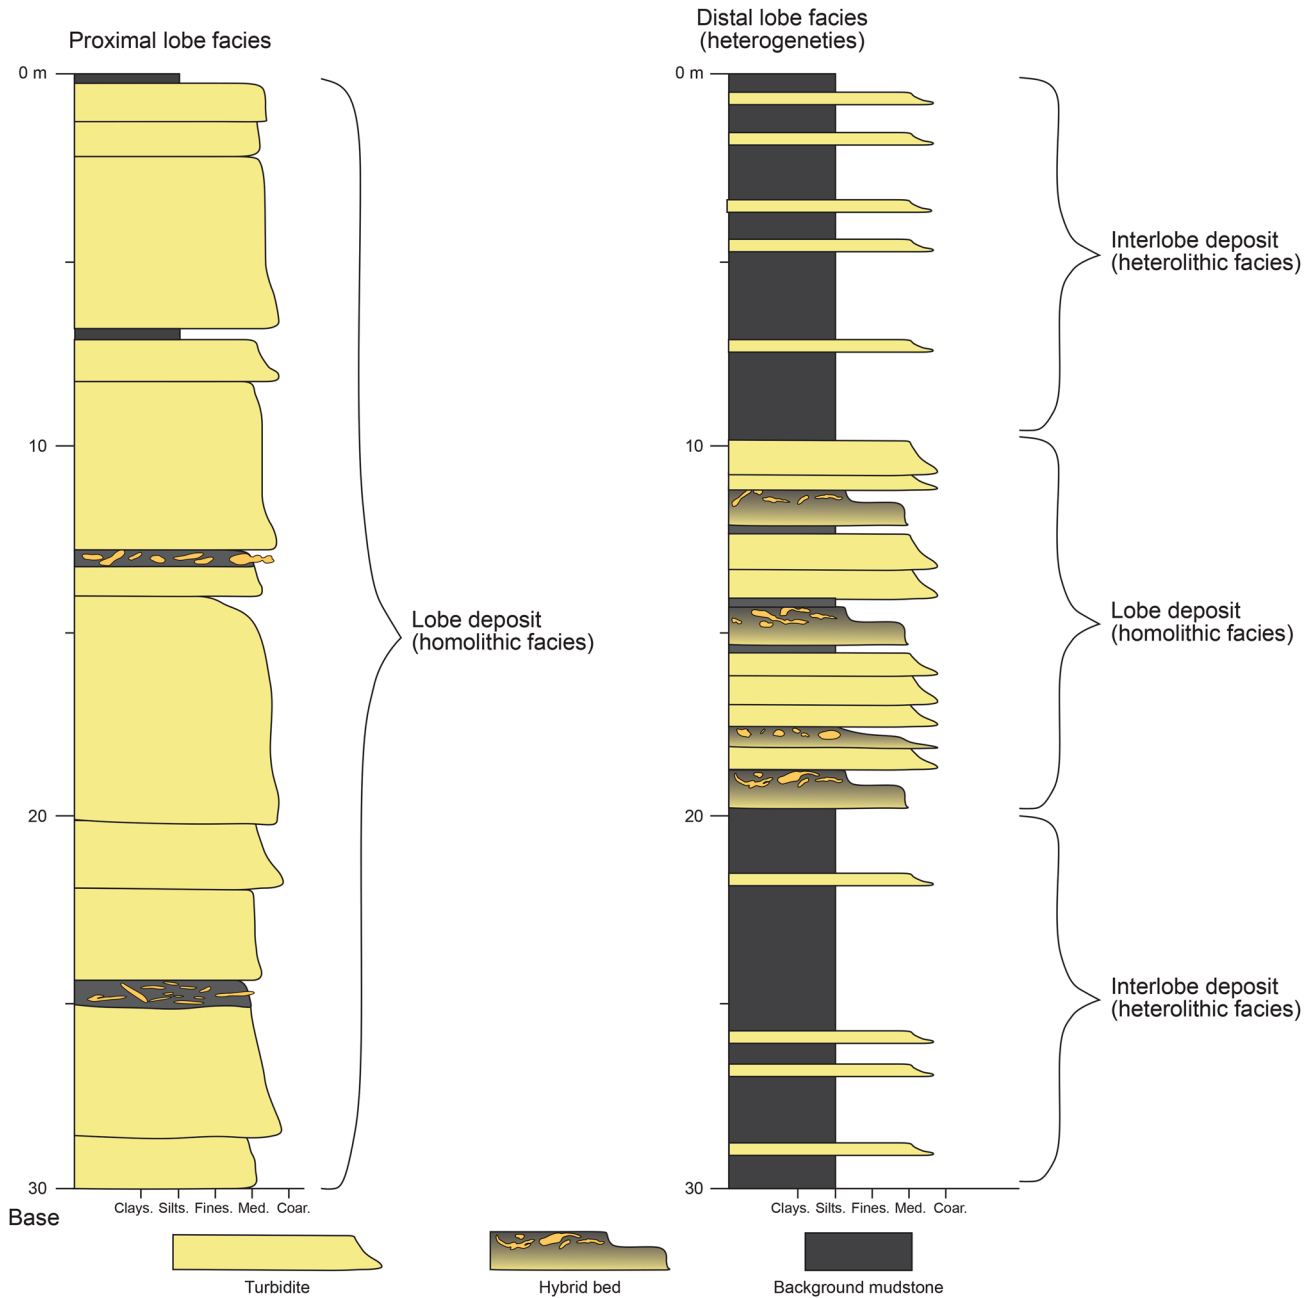 Proximal lobe facies
Distal lobe facies
(heterogeneties)
0 m
10
20
30
Base
Clays. Silts. Fines. Med. Coar.
Lobe deposit
(homolithic facies)
0 m
10
20
30
Clays. Silts. Fines. Med. Coar.
Interlobe deposit
(heterolithic facies)
Lobe deposit
(homolithic facies)
Interlobe deposit
(heterolithic facies)
Turbidite
Hybrid bed
Background mudstone